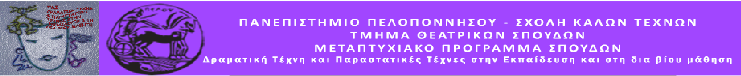 ΠΑΝΕΠΙΣΤΗΜΙΟ ΠΕΛΟΠΟΝΝΗΣΟΥ - ΣΧΟΛΗ ΚΑΛΩΝ ΤΕΧΝΩΝ
ΤΜΗΜΑ ΘΕΑΤΡΙΚΩΝ ΣΠΟΥΔΩΝ
ΜΕΤΑΠΤΥΧΙΑΚΟ ΠΡΟΓΡΑΜΜΑ ΣΠΟΥΔΩΝ
Δραματική Τέχνη και Παραστατικές Τέχνες στην Εκπαίδευση και στη δια βίου μάθηση